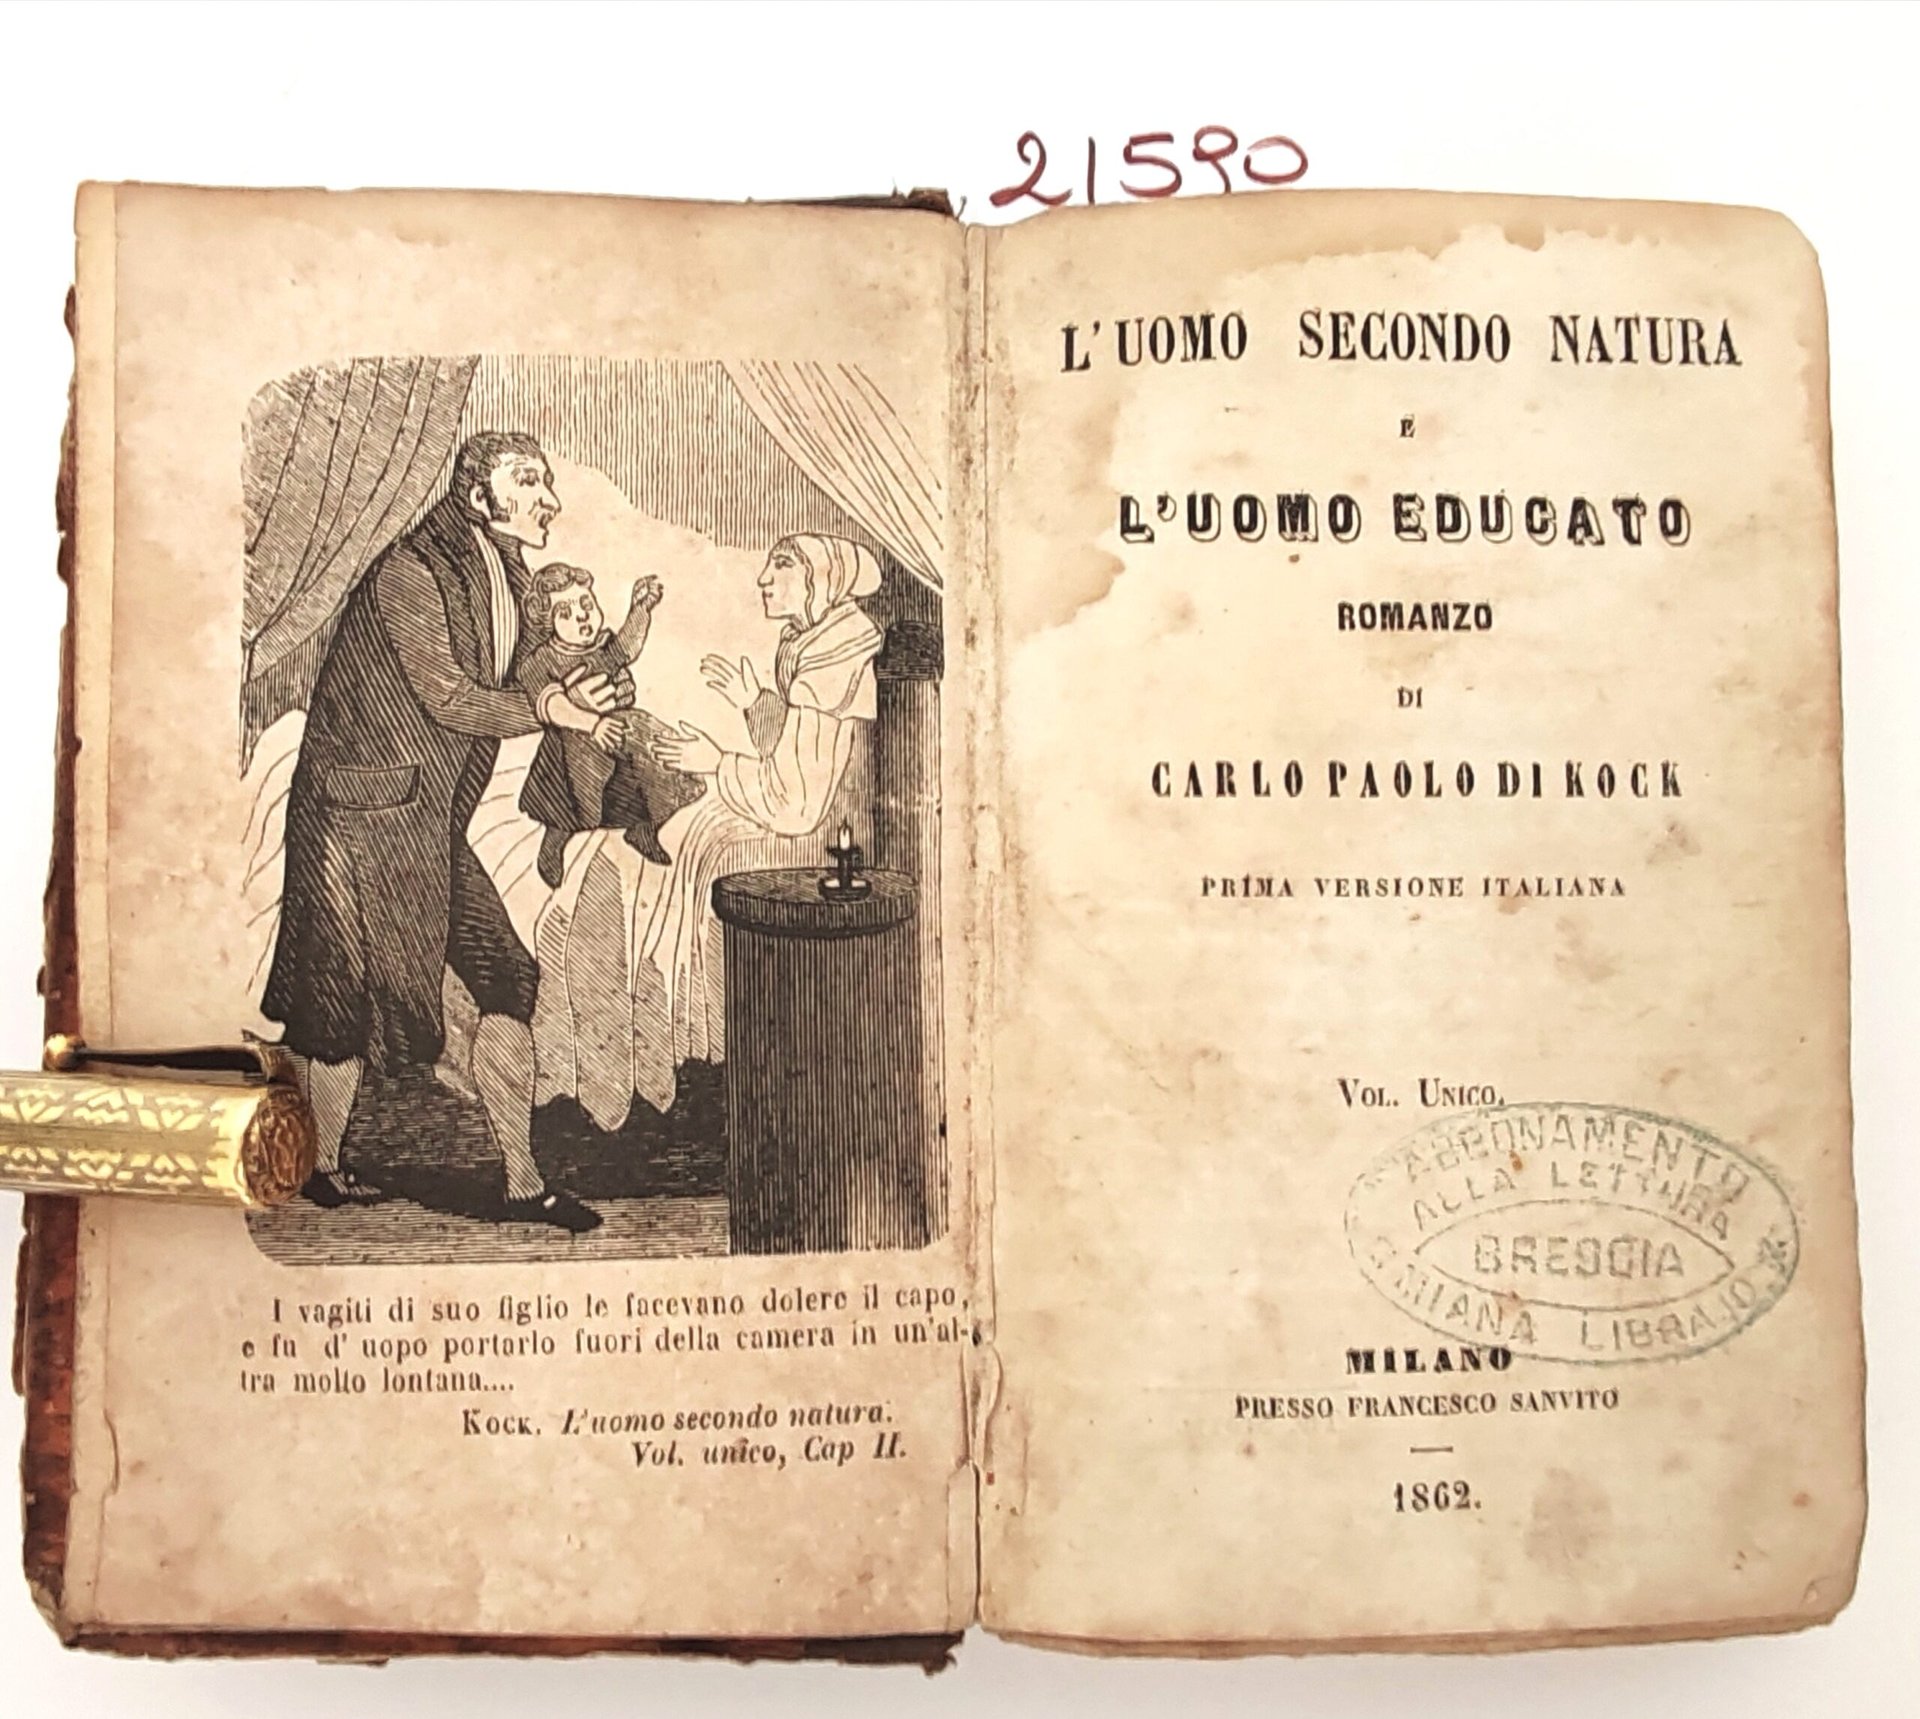 21590
I vagiti di suo figlio le facevano dolere il capo,
e fu d' uopo portarlo fuori della camera in un'al-
tra molto lontana....
Kock. L'uomo secondo natura.
Vol. unico, Cap II.
L'UOMO SECONDO NATURA
E
L'UOMO EDUCATO
ROMANZO
DI
CARLO PAOLO DI KOCK
PRIMA VERSIONE ITALIANA
Vol. Unico.
ABBONAMENTO
ALLA LETTURA
BRESCIA
LIBRAJO
MILANO
PRESSO FRANCESCO SANVITO
1862.